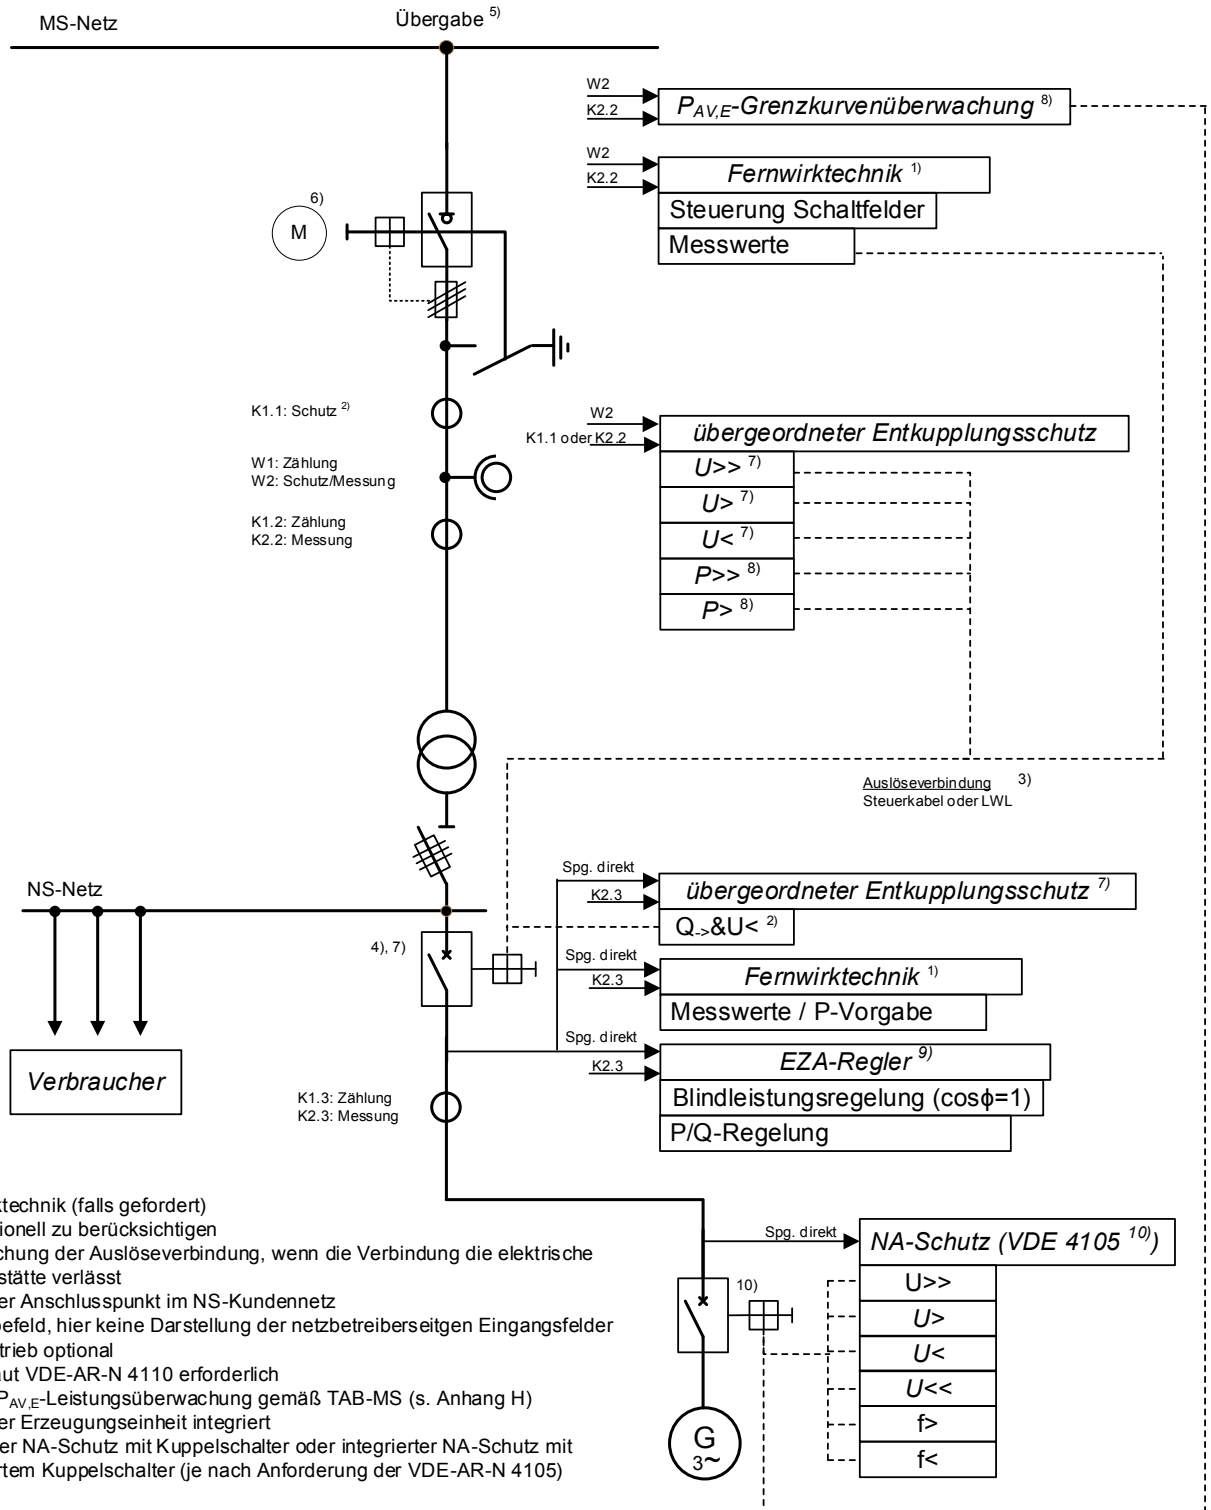 MS-Netz
Übergabe 5)
W2
K2.2
P_AV,E-Grenzkurvenüberwachung 8)
W2
K2.2
Fernwirktechnik 1)
Steuerung Schaltfelder
Messwerte
6)
M
K1.1: Schutz 2)
W1: Zählung
W2: Schutz/Messung
K1.2: Zählung
K2.2: Messung
W2
K1.1 oder K2.2
übergeordneter Entkupplungsschutz
U>> 7)
U> 7)
U< 7)
P>> 8)
P> 8)
Auslöseverbindung 3)
Steuerkabel oder LWL
NS-Netz
Spg. direkt
K2.3
übergeordneter Entkupplungsschutz 7)
Q->&U< 2)
4), 7)
Spg. direkt
K2.3
Fernwirktechnik 1)
Messwerte / P-Vorgabe
Spg. direkt
K2.3
EZA-Regler 9)
Blindleistungsregelung (cosϕ=1)
P/Q-Regelung
Verbraucher
K1.3: Zählung
K2.3: Messung
ktechnik (falls gefordert)
ionell zu berücksichtigen
chung der Auslöseverbindung, wenn die Verbindung die elektrische
stätte verlässt
er Anschlusspunkt im NS-Kundennetz
efeld, hier keine Darstellung der netzbetreiberseitgen Eingangsfelder
trieb optional
aut VDE-AR-N 4110 erforderlich
P_AV,E-Leistungsüberwachung gemäß TAB-MS (s. Anhang H)
er Erzeugungseinheit integriert
er NA-Schutz mit Kuppelschalter oder integrierter NA-Schutz mit
rtem Kuppelschalter (je nach Anforderung der VDE-AR-N 4105)
Spg. direkt
NA-Schutz (VDE 4105 10))
10)
U>>
U>
U<
U<<
f>
f<
G
3~